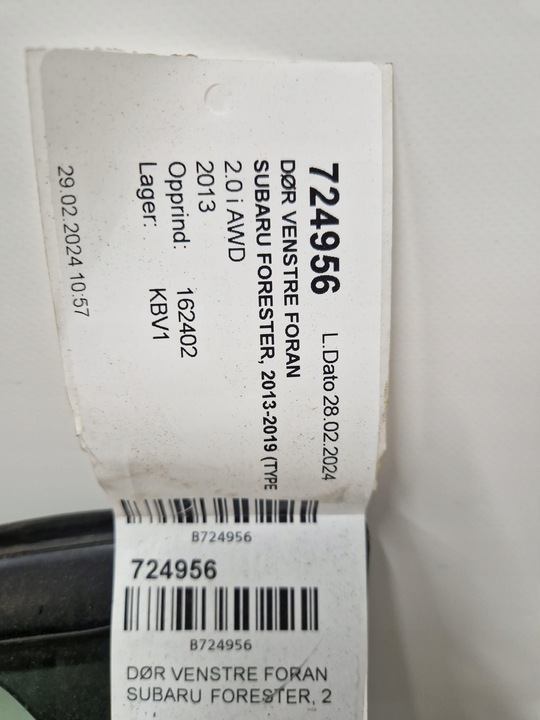 724956 L.Dato 28.02.2024
DØR VENSTRE FORAN
SUBARU FORESTER, 2013-2019 (TYPE
2.0 i AWD
2013
Opprind: 162402
Lager: KBV1
29.02.2024 10:57
B724956
724956
B724956
DØR VENSTRE FORAN
SUBARU FORESTER, 2